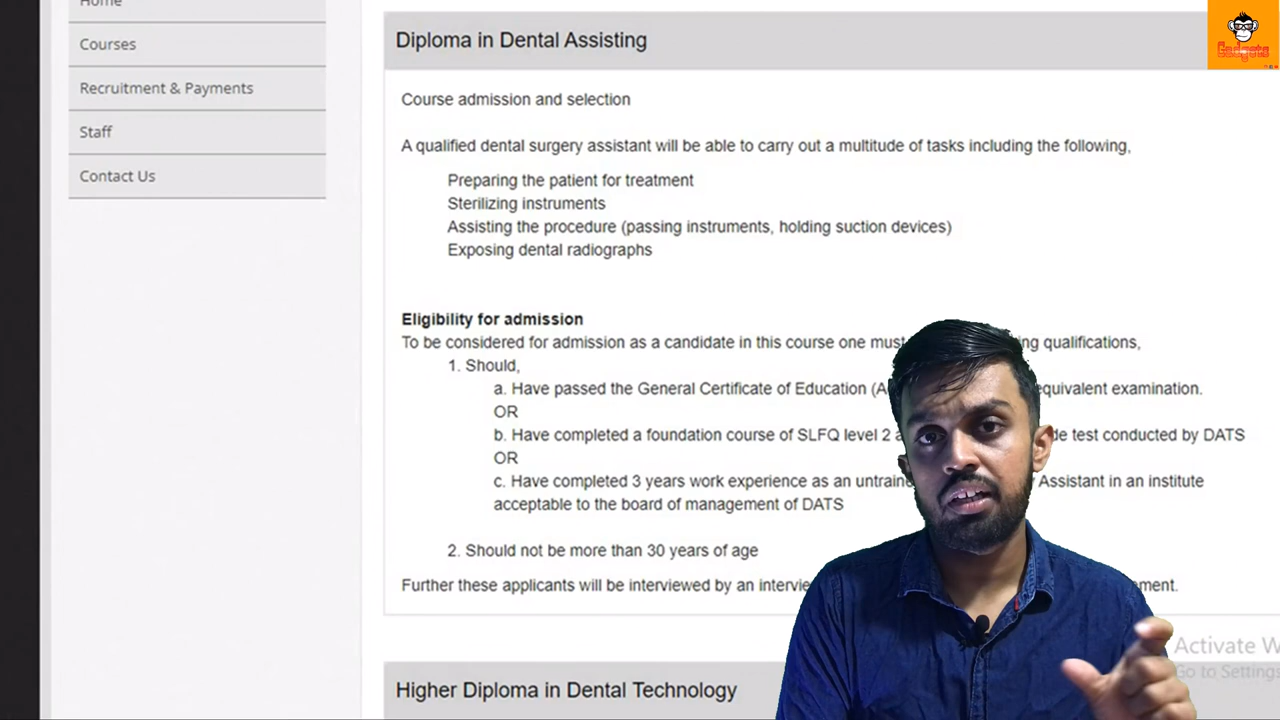 Home
Courses
Recruitment & Payments
Staff
Contact Us
Diploma in Dental Assisting
Course admission and selection
A qualified dental surgery assistant will be able to carry out a multitude of tasks including the following,
Preparing the patient for treatment
Sterilizing instruments
Assisting the procedure (passing instruments, holding suction devices)
Exposing dental radiographs
Eligibility for admission
To be considered for admission as a candidate in this course one must qualifications,
1. Should,
a. Have passed the General Certificate of Education equivalent examination.
OR
b. Have completed a foundation course of SLFQ level 2 test conducted by DATS
OR
c. Have completed 3 years work experience as an Assistant in an institute
acceptable to the board of management of DATS
2. Should not be more than 30 years of age
Further these applicants will be interviewed by an
Higher Diploma in Dental Technology
Gadgets
Activate W
Go to Settings